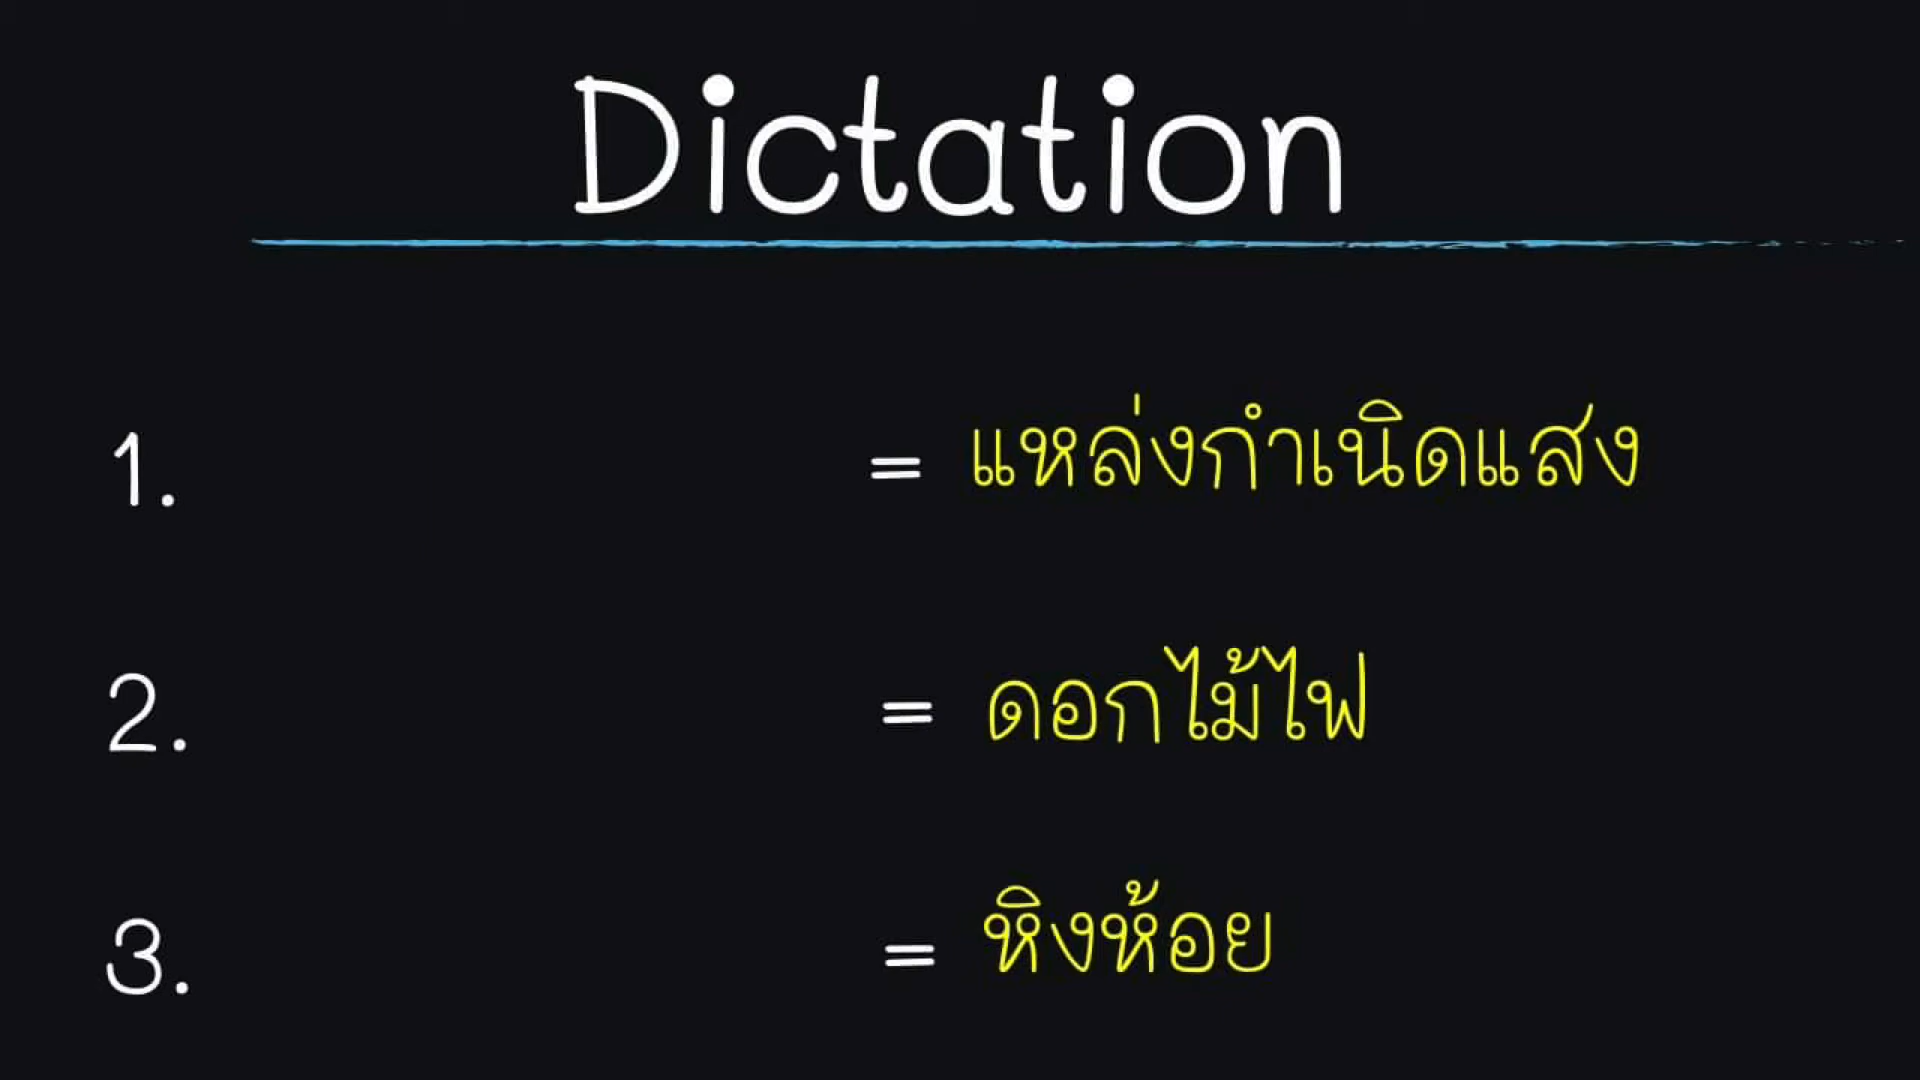 Dictation
1. = แหล่งกำเนิดแสง
2. = ดอกไม้ไฟ
3. = หิงห้อย